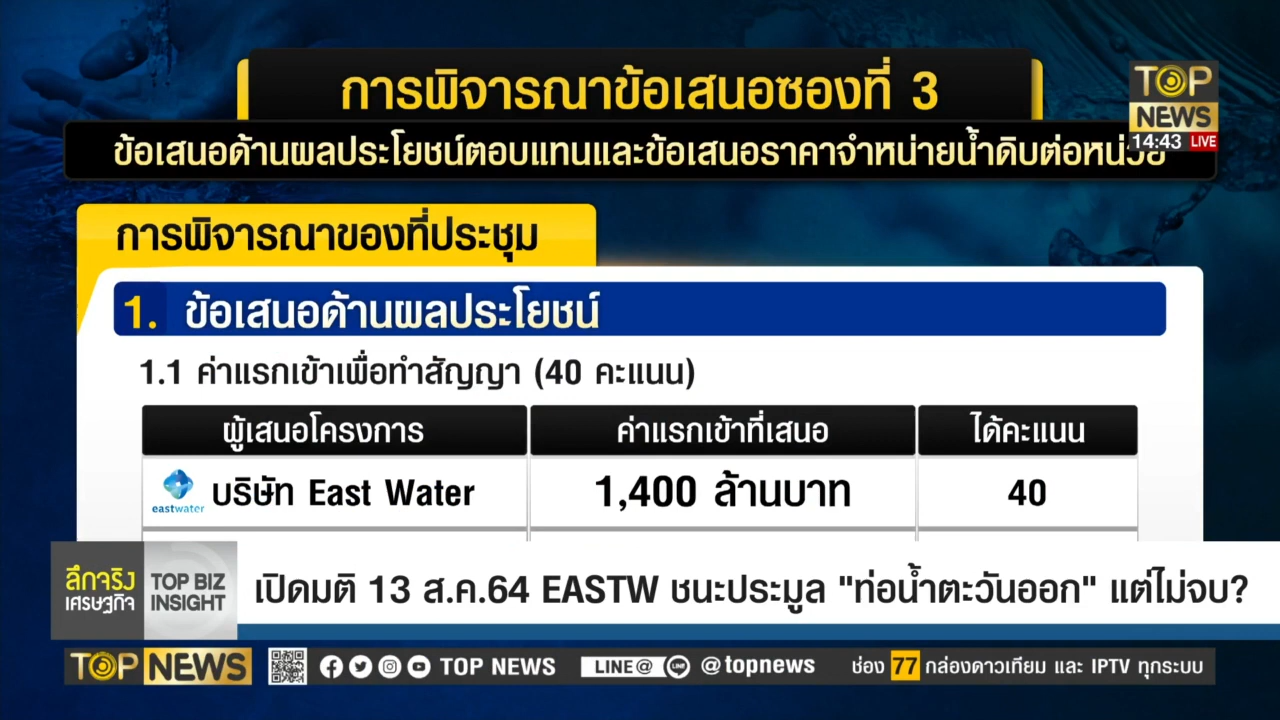 การพิจารณาข้อเสนอซองที่ 3
TOP
NEWS
14:43 LIVE
ข้อเสนอด้านผลประโยชน์ตอบแทนและข้อเสนอราคาจำหน่ายน้ำดิบต่อหน่วย
การพิจารณาของที่ประชุม
1. ข้อเสนอด้านผลประโยชน์
1.1 ค่าแรกเข้าเพื่อทำสัญญา (40 คะแนน)
ผู้เสนอโครงการ ค่าแรกเข้าที่เสนอ ได้คะแนน
eastwater บริษัท East Water 1,400 ล้านบาท 40
ลึกจริง เศรษฐกิจ TOP BIZ INSIGHT
เปิดมติ 13 ส.ค.64 EASTW ชนะประมูล "ท่อน้ำตะวันออก" แต่ไม่จบ?
TOP NEWS TOP NEWS LINE@ LINE @topnews ช่อง 77 กล่องดาวเทียม และ IPTV ทุกระบบ